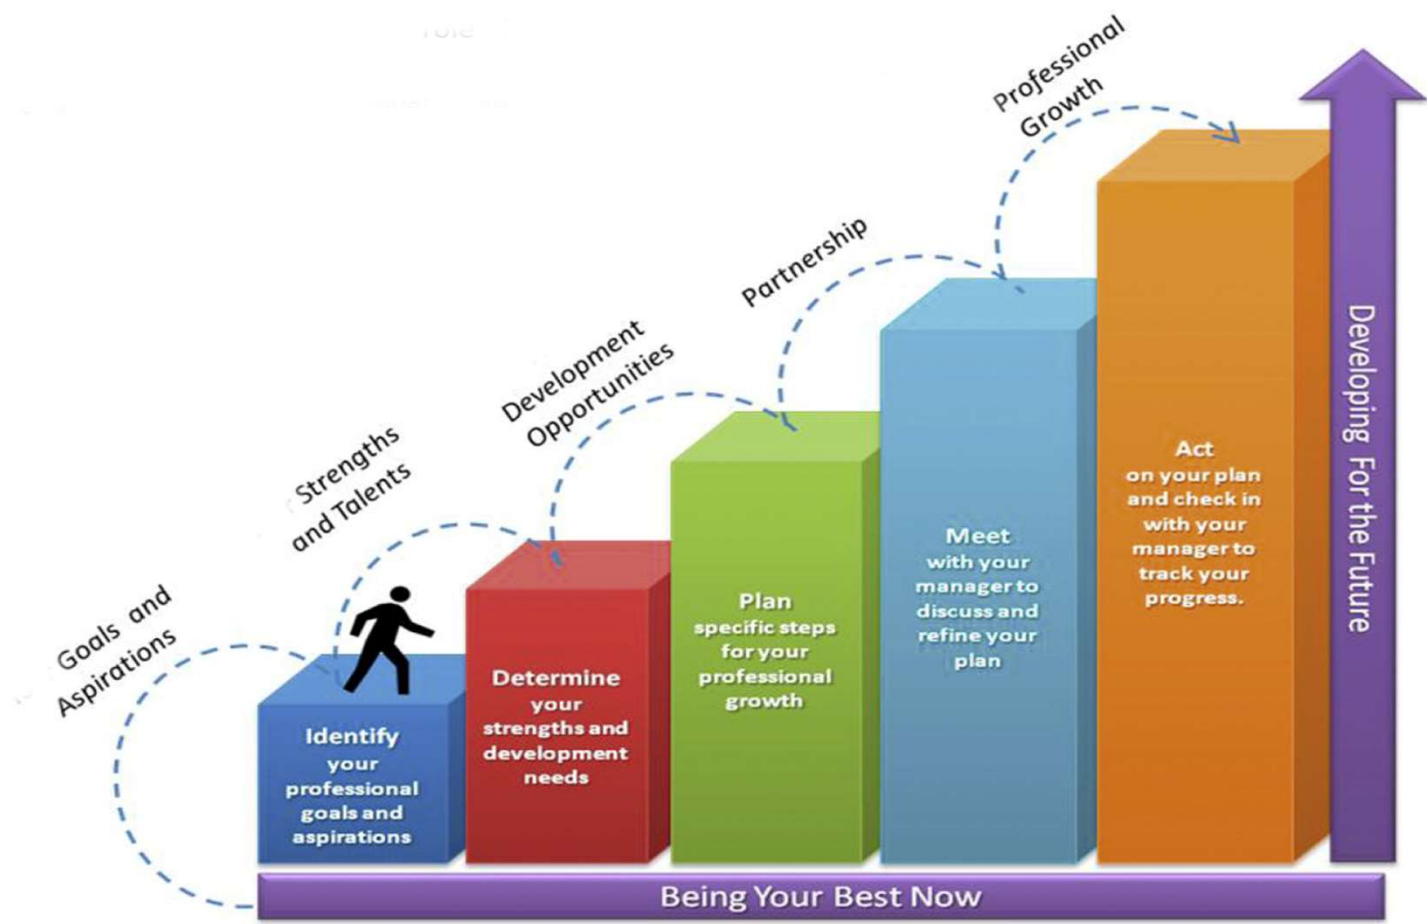 Professional
Growth
Partnership
Development
Opportunities
Strengths
and Talents
Goals and
Aspirations
Identify
your
professional
goals and
aspirations
Determine
your
strengths and
development
needs
Plan
specific steps
for your
professional
growth
Meet
with your
manager to
discuss and
refine your
plan
Act
on your plan
and check in
with your
manager to
track your
progress.
Developing For the Future
Being Your Best Now